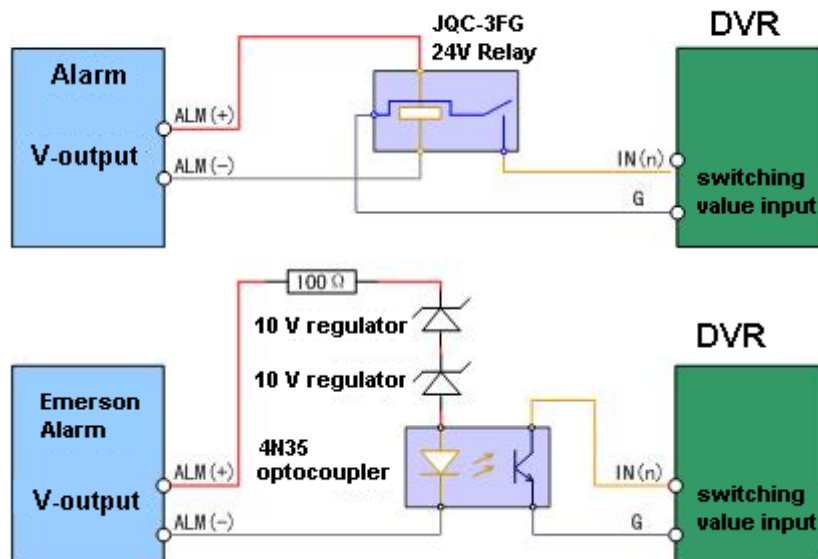 JQC-3FG
24V Relay
DVR
Alarm
V-output
ALM(+)
ALM(-)
IN(n)
G
switching
value input
100Ω
10 V regulator
10 V regulator
DVR
Emerson
Alarm
V-output
ALM(+)
ALM(-)
4N35
optocoupler
IN(n)
G
switching
value input